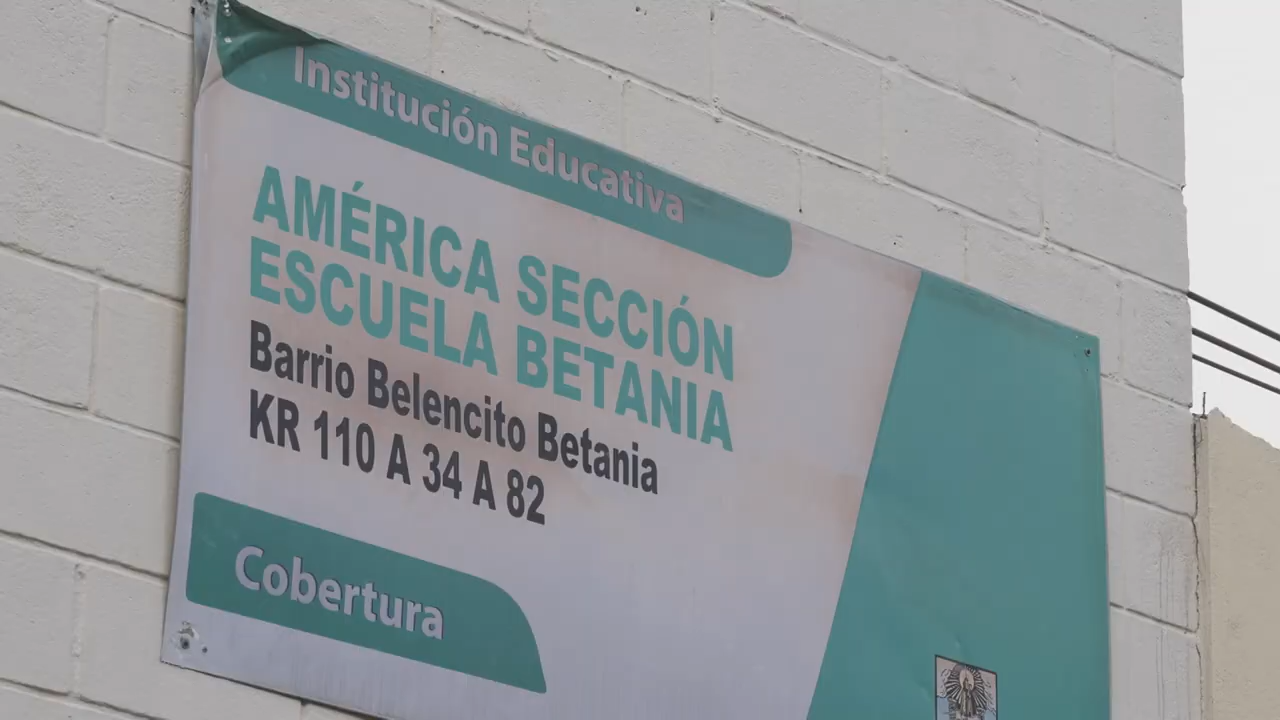 Institución Educativa
AMÉRICA SECCIÓN
ESCUELA BETANIA
Barrio Belencito Betania
KR 110 A 34 A 82
Cobertura